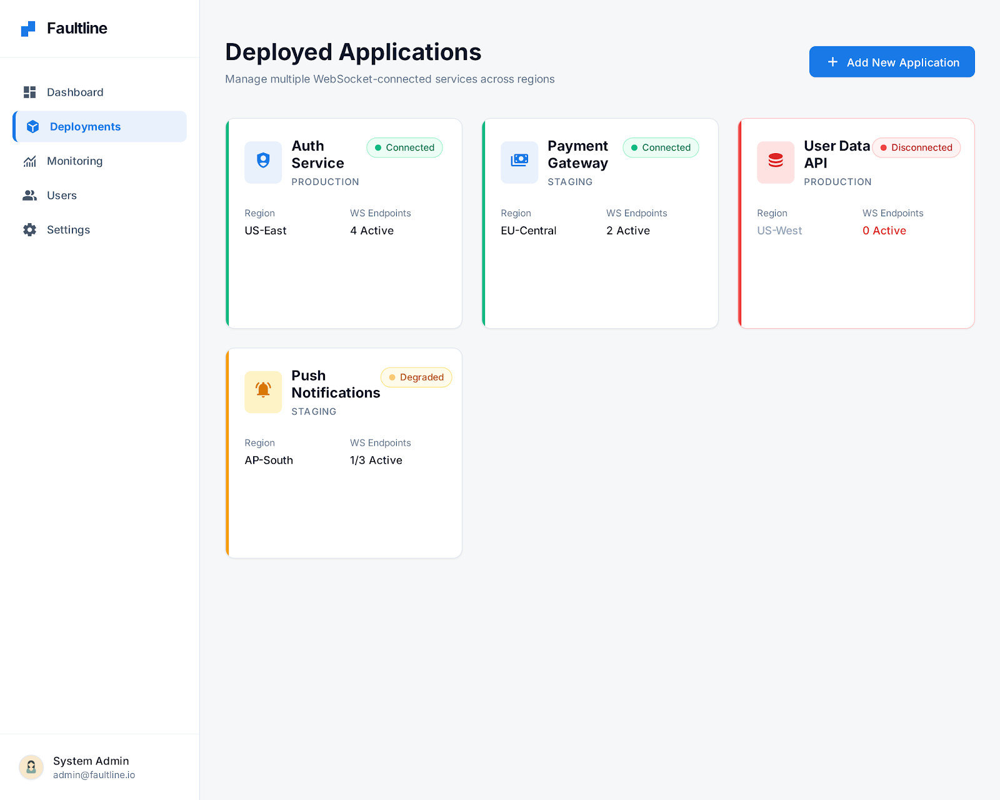 Faultline
Dashboard
Deployments
Monitoring
Users
Settings
System Admin
admin@faultline.io
Deployed Applications
Manage multiple WebSocket-connected services across regions
Add New Application
Auth
Service
PRODUCTION
Connected
Region
US-East
WS Endpoints
4 Active
Payment
Gateway
STAGING
Connected
Region
EU-Central
WS Endpoints
2 Active
User Data
API
PRODUCTION
Disconnected
Region
US-West
WS Endpoints
0 Active
Push
Notifications
STAGING
Degraded
Region
AP-South
WS Endpoints
1/3 Active